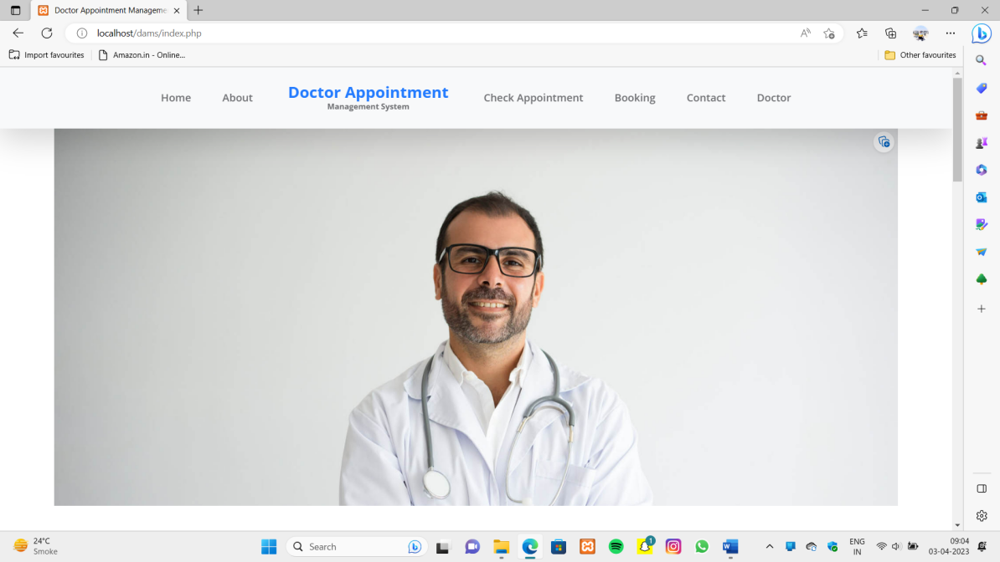 Doctor Appointment Manageme
localhost/dams/index.php
Import favourites
Amazon.in - Online...
Other favourites
Home
About
Doctor Appointment
Management System
Check Appointment
Booking
Contact
Doctor
24°C
Smoke
Search
1
ENG
IN
09:04
03-04-2023